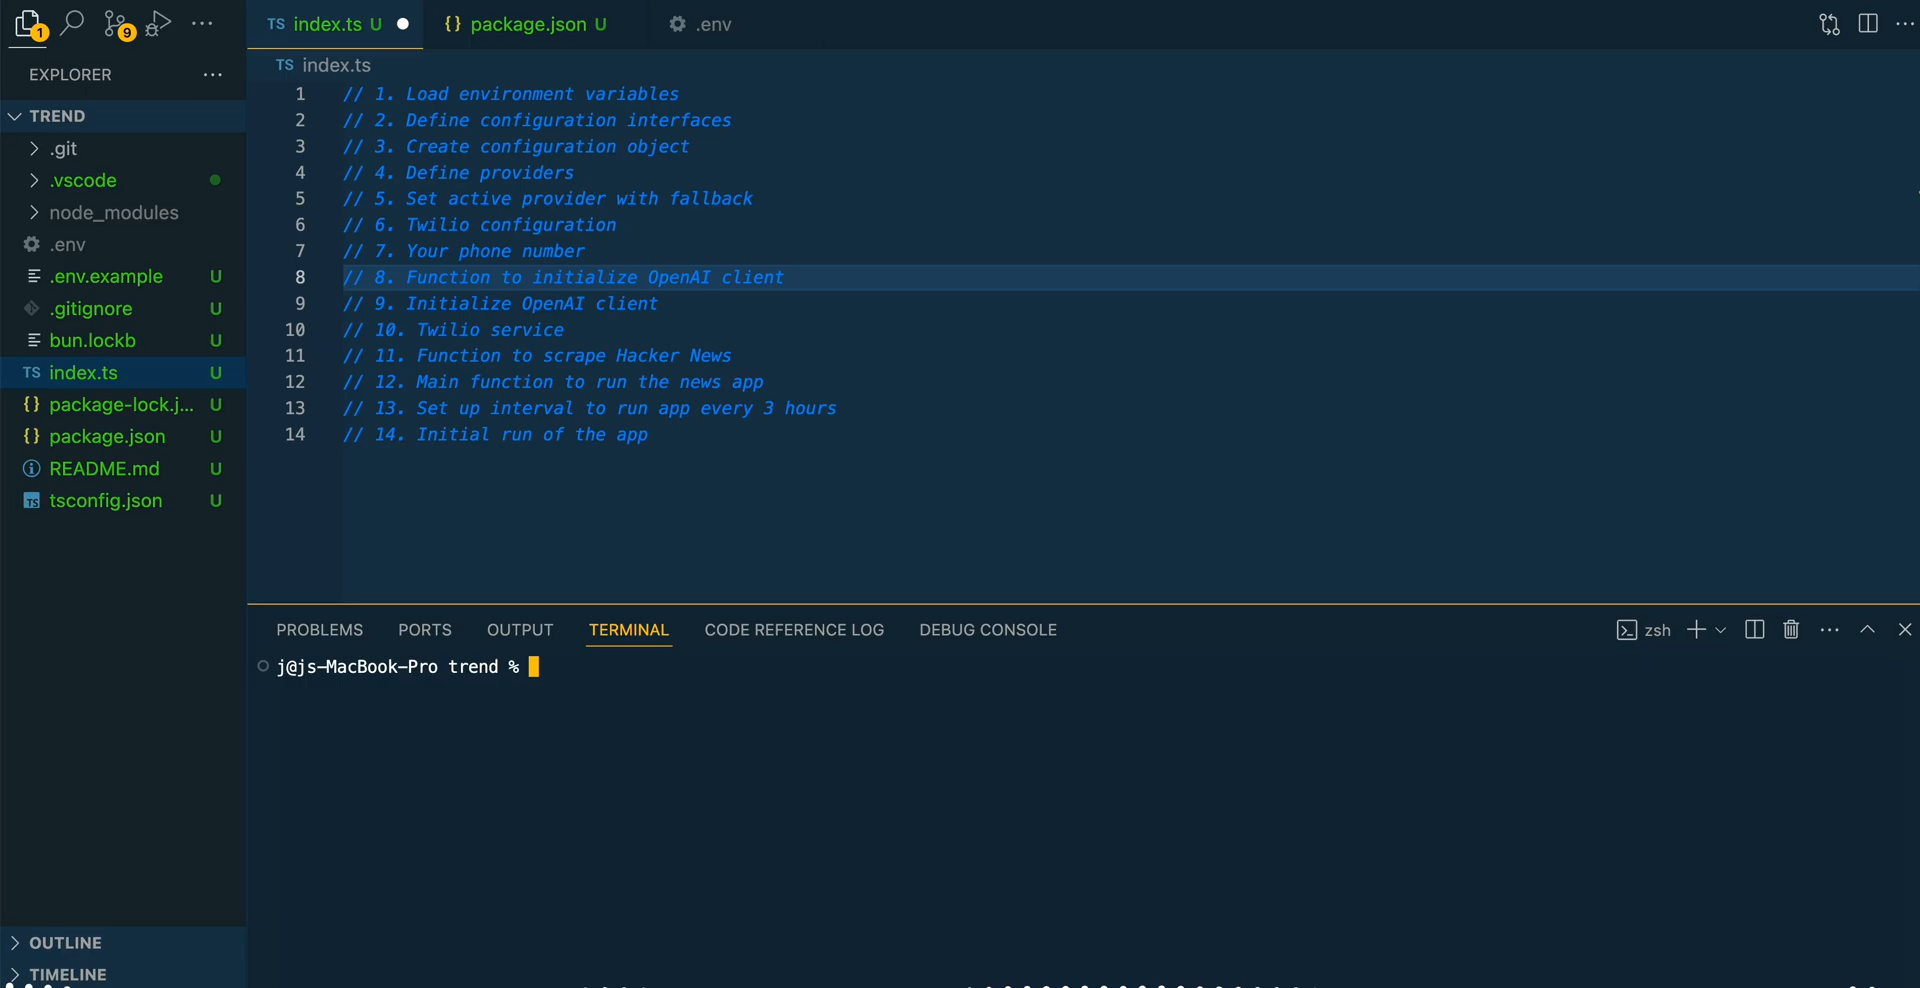 1
9
TS index.ts U
{} package.json U
.env
EXPLORER
TS index.ts
TREND
.git
.vscode
node_modules
.env
.env.example U
.gitignore U
bun.lockb U
TS index.ts U
{} package-lock.j... U
{} package.json U
README.md U
TS tsconfig.json U
OUTLINE
TIMELINE
1 // 1. Load environment variables
2 // 2. Define configuration interfaces
3 // 3. Create configuration object
4 // 4. Define providers
5 // 5. Set active provider with fallback
6 // 6. Twilio configuration
7 // 7. Your phone number
8 // 8. Function to initialize OpenAI client
9 // 9. Initialize OpenAI client
10 // 10. Twilio service
11 // 11. Function to scrape Hacker News
12 // 12. Main function to run the news app
13 // 13. Set up interval to run app every 3 hours
14 // 14. Initial run of the app
PROBLEMS PORTS OUTPUT TERMINAL CODE REFERENCE LOG DEBUG CONSOLE zsh
j@js-MacBook-Pro trend %